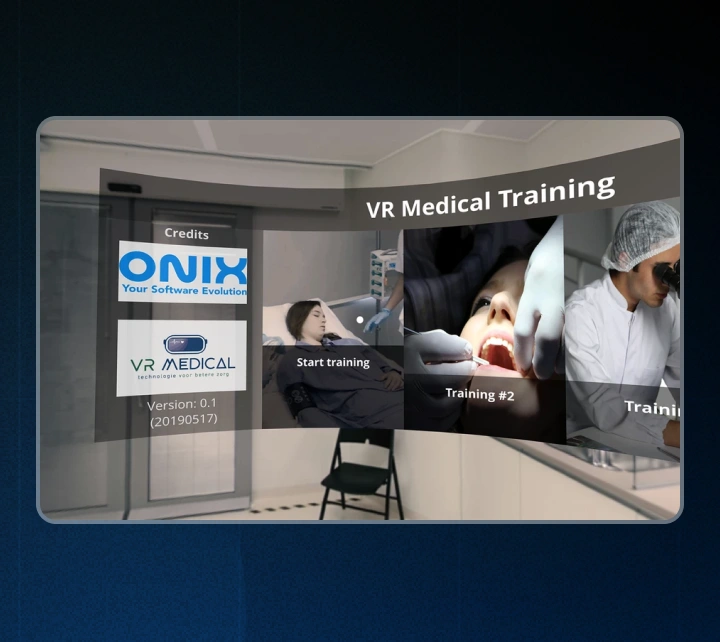 VR Medical Training
Credits
ONIX
Your Software Evolution
VR MEDICAL
technologie voor betere zorg
Version: 0.1
(20190517)
Start training
Training #2